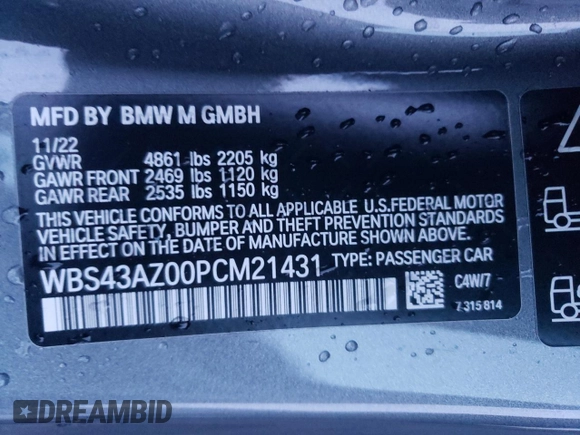 MFD BY BMW M GMBH
11/22
GVWR 4861 lbs 2205 kg
GAWR FRONT 2469 lbs 1120 kg
GAWR REAR 2535 lbs 1150 kg
THIS VEHICLE CONFORMS TO ALL APPLICABLE U.S.FEDERAL MOTOR
VEHICLE SAFETY, BUMPER AND THEFT PREVENTION STANDARDS
IN EFFECT ON THE DATE OF MANUFACTURE SHOWN ABOVE.
WBS43AZ00PCM21431 TYPE: PASSENGER CAR
C4W/7
7 315 814
DREAMBID